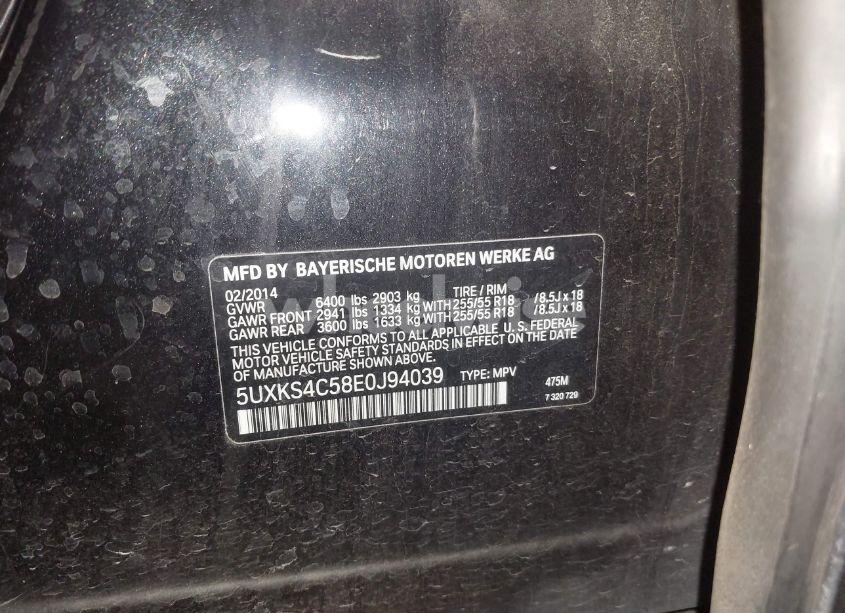 MFD BY BAYERISCHE MOTOREN WERKE AG
02/2014 TIRE / RIM
GVWR 6400 lbs 2903 kg
GAWR FRONT 2941 lbs 1334 kg WITH 255/55 R18 /8.5J x 18
GAWR REAR 3600 lbs 1633 kg WITH 255/55 R18 /8.5J x 18
THIS VEHICLE CONFORMS TO ALL APPLICABLE U. S. FEDERAL
MOTOR VEHICLE SAFETY STANDARDS IN EFFECT ON THE DATE
OF MANUFACTURE SHOWN ABOVE.
5UXKS4C58E0J94039 TYPE: MPV 475M
7 320 729